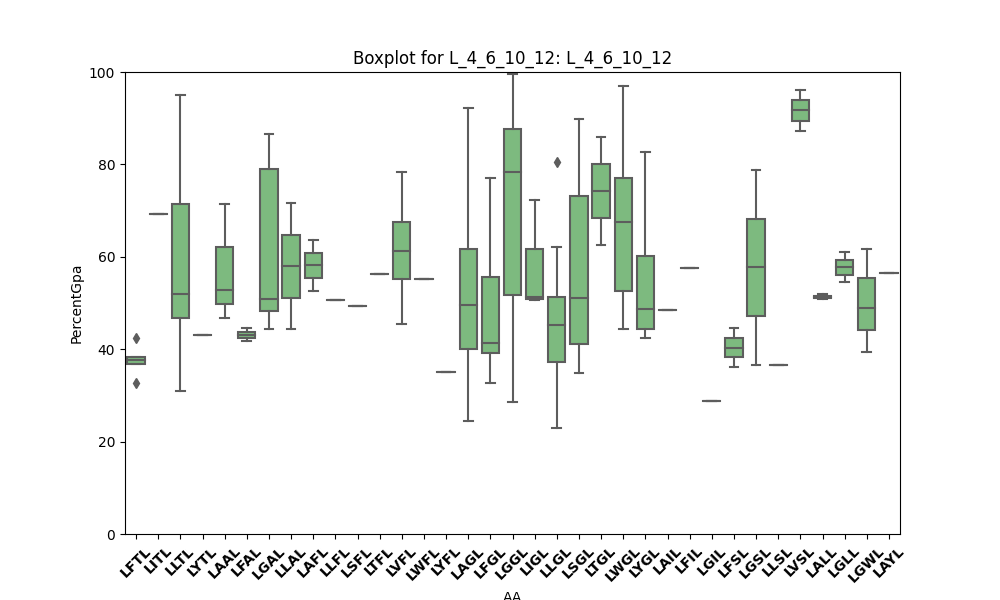 Boxplot for L_4_6_10_12: L_4_6_10_12
100
80
60
40
20
0
PercentGpa
LFTL LITL LLTL LYTL LAAL LFAL LGAL LLAL LAFL LLFL LSFL LTFL LVFL LWFL LYFL LAGL LFGL LGGL LIGL LLGL LSGL LTGL LWGL LYGL LAIL LFIL LGIL LFSL LGSL LLSL LVSL LALL LGLL LGWL LAYL
AA